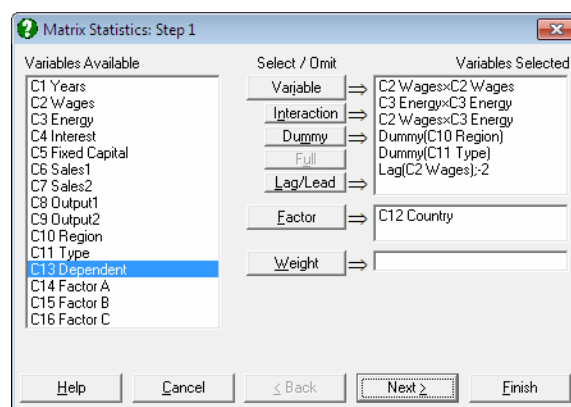 Matrix Statistics: Step 1
Variables Available
Select / Omit
Variables Selected
C1 Years
C2 Wages
C3 Energy
C4 Interest
C5 Fixed Capital
C6 Sales1
C7 Sales2
C8 Output1
C9 Output2
C10 Region
C11 Type
C13 Dependent
C14 Factor A
C15 Factor B
C16 Factor C
Variable
Interaction
Dummy
Full
Lag/Lead
Factor
Weight
C2 Wages×C2 Wages
C3 Energy×C3 Energy
C2 Wages×C3 Energy
Dummy(C10 Region)
Dummy(C11 Type)
Lag(C2 Wages);-2
C12 Country
Help
Cancel
< Back
Next >
Finish